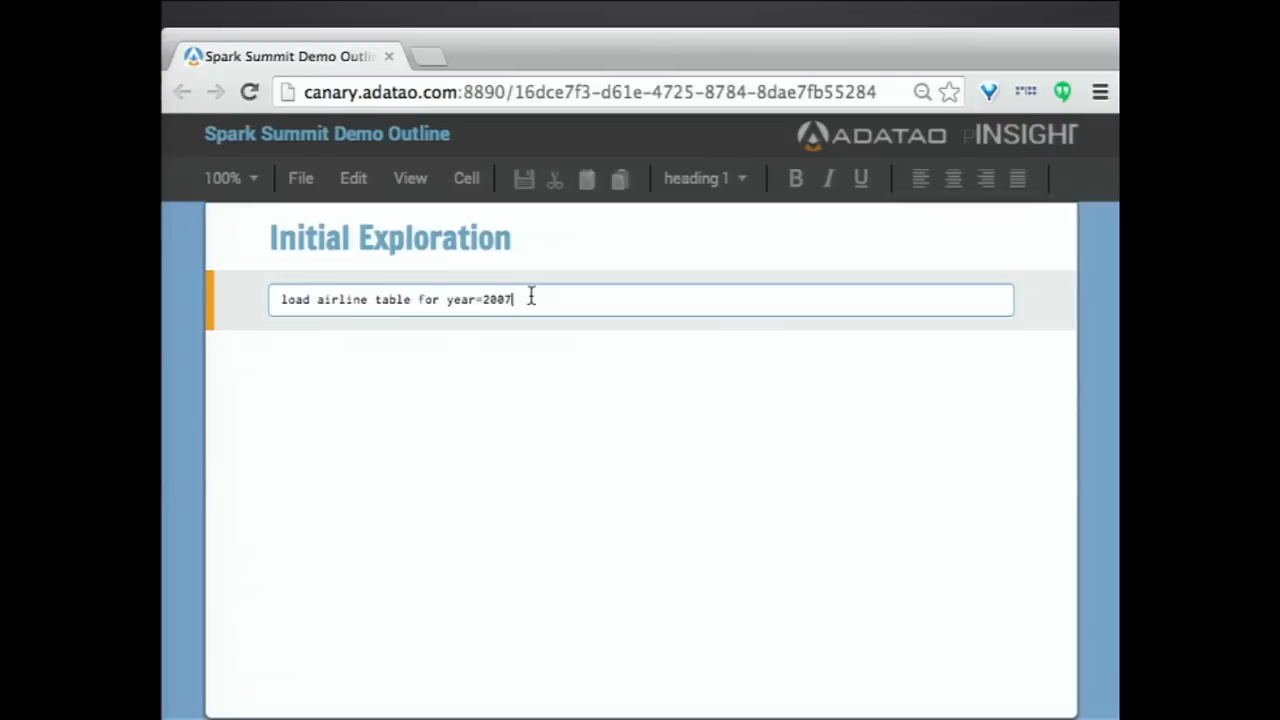 Spark Summit Demo Outli
canary.adatao.com:8890/16dce7f3-d61e-4725-8784-8dae7fb55284
Spark Summit Demo Outline
ADATAO pINSIGHT
100% File Edit View Cell heading 1 B I U
Initial Exploration
load airline table for year=2007